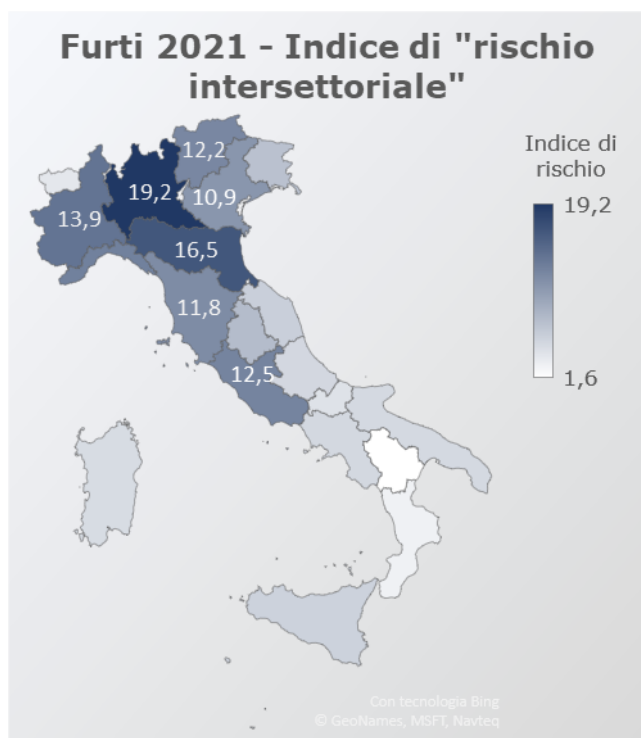 Furti 2021 - Indice di "rischio
intersettoriale"
12,2
19,2
10,9
13,9
16,5
11,8
12,5
Indice di
rischio
19,2
1,6
Con tecnologia Bing
© GeoNames, MSFT, Navteq